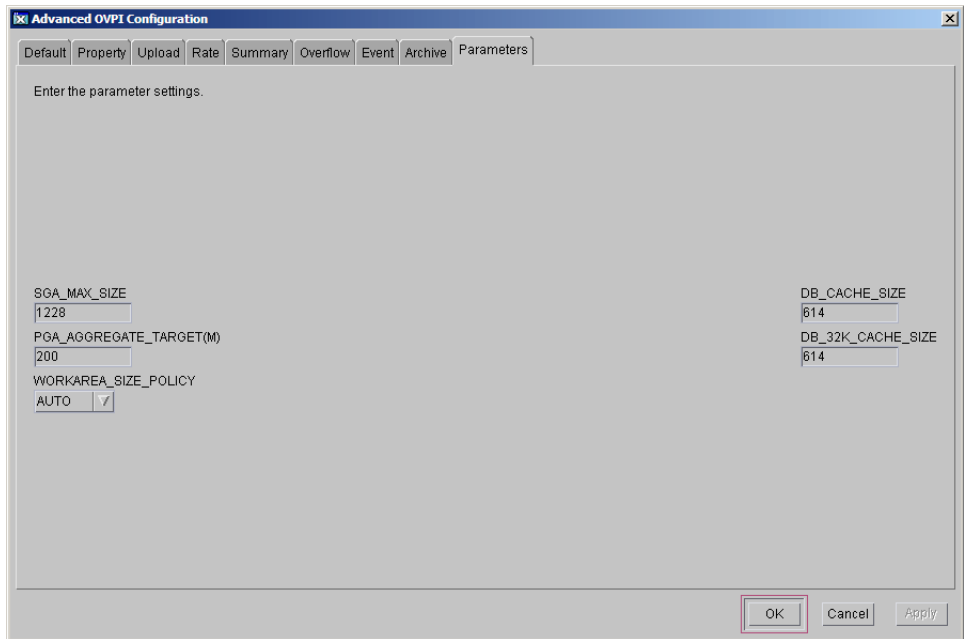 Advanced OVPI Configuration
Default Property Upload Rate Summary Overflow Event Archive Parameters
Enter the parameter settings.
SGA_MAX_SIZE
1228
PGA_AGGREGATE_TARGET(M)
200
WORKAREA_SIZE_POLICY
AUTO
DB_CACHE_SIZE
614
DB_32K_CACHE_SIZE
614
OK Cancel Apply